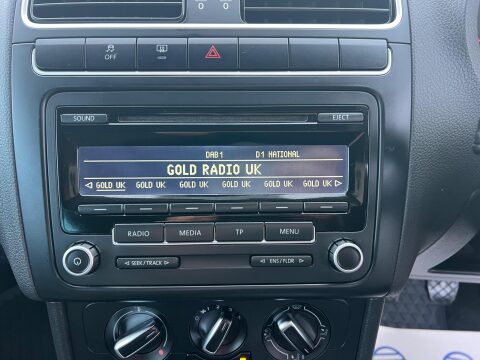 OFF
SOUND EJECT
DAB1 D1 NATIONAL
GOLD RADIO UK
GOLD UK GOLD UK GOLD UK GOLD UK GOLD UK GOLD UK
RADIO MEDIA TP MENU
SEEK/TRACK ENS/FLDR